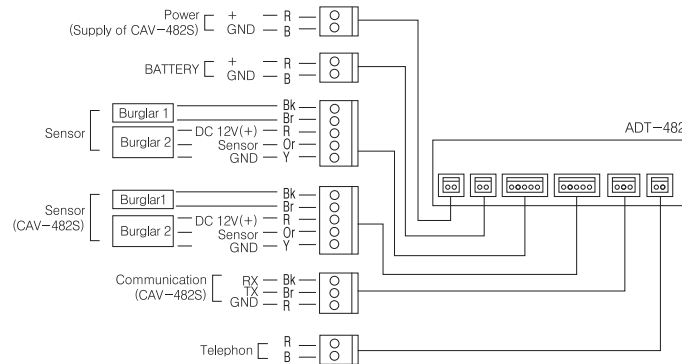 Power + R
(Supply of CAV-482S) GND B
BATTERY + R
GND B
Sensor
Burglar 1 Bk
Br
Burglar 2 DC 12V(+) R
Sensor Or
GND Y
ADT-482
Sensor
(CAV-482S)
Burglar1 Bk
Br
Burglar 2 DC 12V(+) R
Sensor Or
GND Y
Communication RX Bk
(CAV-482S) TX Br
GND R
Telephon R
B